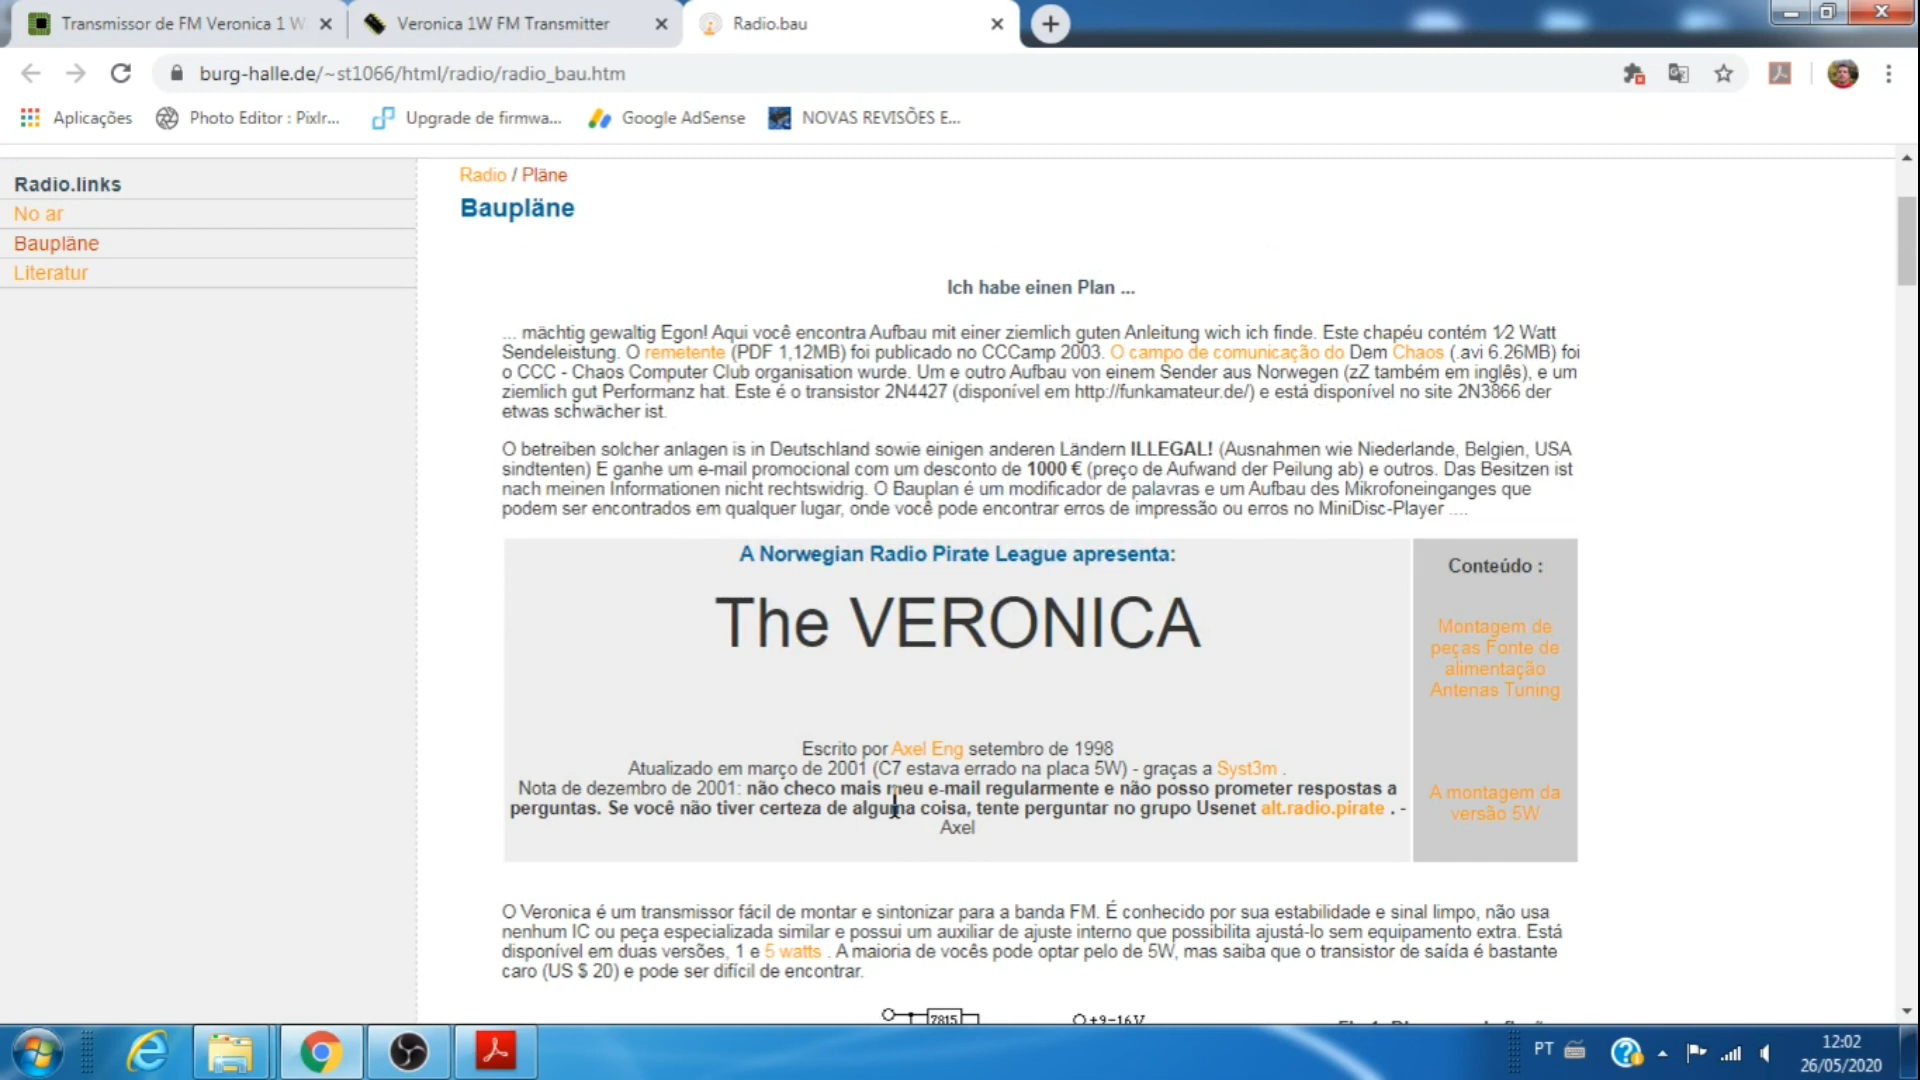 Transmissor de FM Veronica 1 W
Veronica 1W FM Transmitter
Radio.bau
burg-halle.de/~st1066/html/radio/radio_bau.htm
Aplicações
Photo Editor : Pixlr...
Upgrade de firmwa...
Google AdSense
NOVAS REVISÕES E...
Radio.links
No ar
Baupläne
Literatur
Radio / Pläne
Baupläne
Ich habe einen Plan ...
... mächtig gewaltig Egon! Aqui você encontra Aufbau mit einer ziemlich guten Anleitung wich ich finde. Este chapéu contém 1⁄2 Watt
Sendeleistung. O remetente (PDF 1,12MB) foi publicado no CCCamp 2003. O campo de comunicação do Dem Chaos (.avi 6.26MB) foi
o CCC - Chaos Computer Club organisation wurde. Um e outro Aufbau von einem Sender aus Norwegen (zZ também em inglês), e um
ziemlich gut Performanz hat. Este é o transistor 2N4427 (disponível em http://funkamateur.de/) e está disponível no site 2N3866 der
etwas schwächer ist.
O betreiben solcher anlagen is in Deutschland sowie einigen anderen Ländern ILLEGAL! (Ausnahmen wie Niederlande, Belgien, USA
sindtenten) E ganhe um e-mail promocional com um desconto de 1000 € (preço de Aufwand der Peilung ab) e outros. Das Besitzen ist
nach meinen Informationen nicht rechtswidrig. O Bauplan é um modificador de palavras e um Aufbau des Mikrofoneinganges que
podem ser encontrados em qualquer lugar, onde você pode encontrar erros de impressão ou erros no MiniDisc-Player ....
A Norwegian Radio Pirate League apresenta:
The VERONICA
Escrito por Axel Eng setembro de 1998
Atualizado em março de 2001 (C7 estava errado na placa 5W) - graças a Syst3m .
Nota de dezembro de 2001: não checo mais meu e-mail regularmente e não posso prometer respostas a
perguntas. Se você não tiver certeza de alguma coisa, tente perguntar no grupo Usenet alt.radio.pirate . -
Axel
Conteúdo :
Montagem de
peças Fonte de
alimentação
Antenas Tuning
A montagem da
versão 5W
O Veronica é um transmissor fácil de montar e sintonizar para a banda FM. É conhecido por sua estabilidade e sinal limpo, não usa
nenhum IC ou peça especializada similar e possui um auxiliar de ajuste interno que possibilita ajustá-lo sem equipamento extra. Está
disponível em duas versões, 1 e 5 watts . A maioria de vocês pode optar pelo de 5W, mas saiba que o transistor de saída é bastante
caro (US $ 20) e pode ser difícil de encontrar.
7815
+9-16V
PT
12:02
26/05/2020